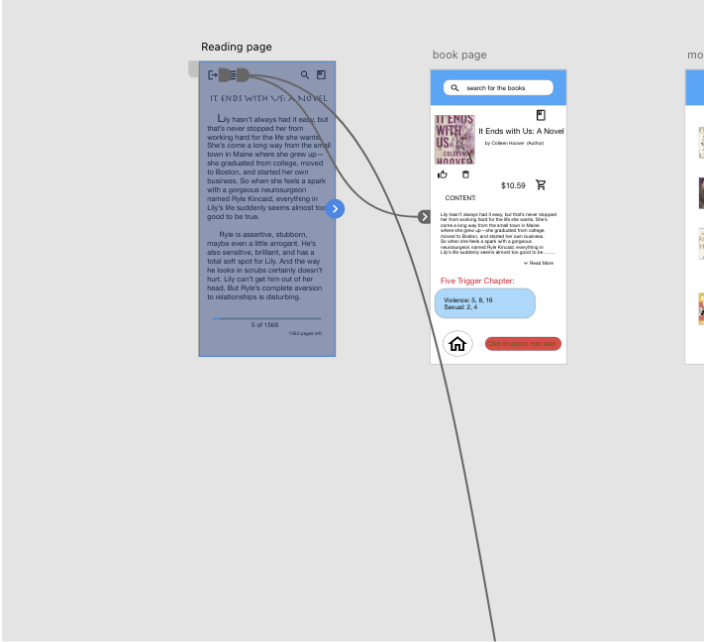 Reading page
IT ENDS WITH US: A NOVEL
Lily hasn't always had it easy, but
that's never stopped her from
working hard for the life she wants.
She's come a long way from the small
town in Maine where she grew up—
she graduated from college, moved
to Boston, and started her own
business. So when she feels a spark
with a gorgeous neurosurgeon
named Ryle Kincaid, everything in
Lily's life suddenly seems almost too
good to be true.
Ryle is assertive, stubborn,
maybe even a little arrogant. He's
also sensitive, brilliant, and has a
total soft spot for Lily. And the way
he looks in scrubs certainly doesn't
hurt. Lily can't get him out of her
head. But Ryle's complete aversion
to relationships is disturbing.
5 of 1568
1563 pages left
book page
search for the books
IT ENDS
WITH
US
COLLEEN
HOOVER
It Ends with Us: A Novel
by Colleen Hoover (Author)
$10.59
CONTENT:
Lily hasn't always had it easy, but that's never stopped
her from working hard for the life she wants. She's
come a long way from the small town in Maine
where she grew up—she graduated from college,
moved to Boston, and started her own business.
So when she feels a spark with a gorgeous
neurosurgeon named Ryle Kincaid, everything in
Lily's life suddenly seems almost too good to be ........
Read More
Five Trigger Chapter:
Violence: 5, 8, 16
Sexual: 2, 4
mo